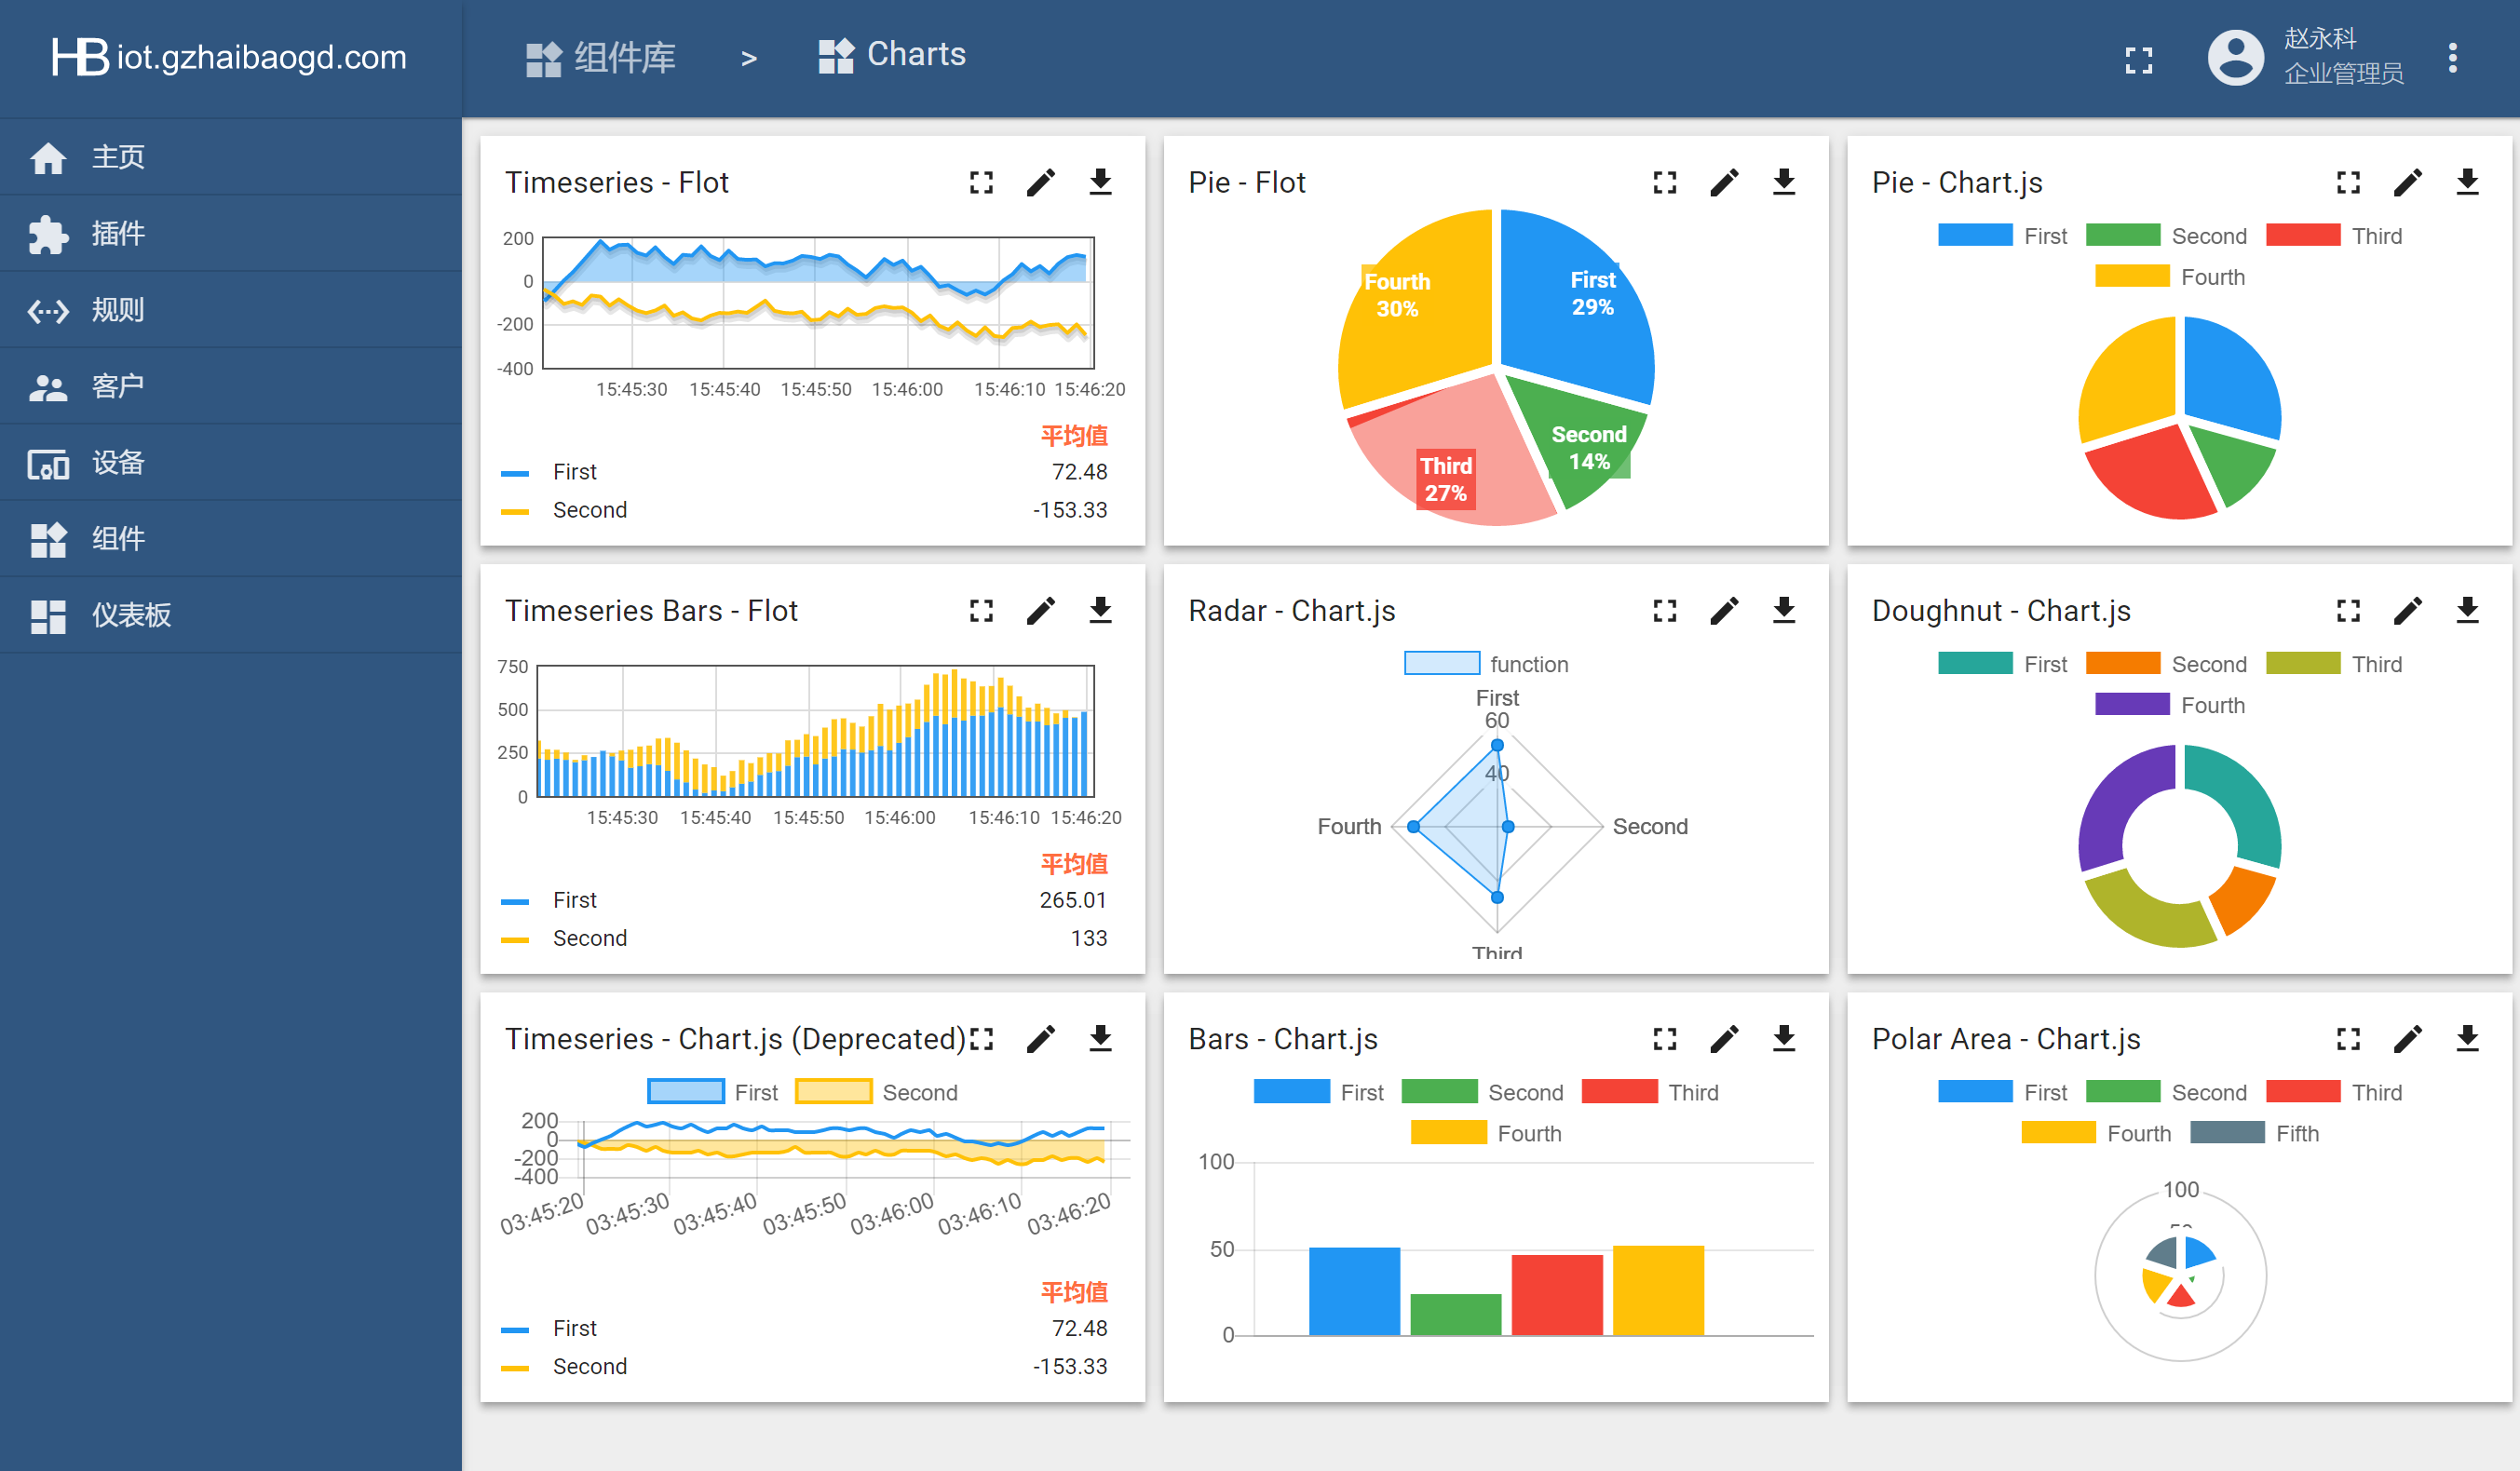 HB iot.gzhaibaogd.com
组件库 > Charts
赵永科
企业管理员
主页
插件
规则
客户
设备
组件
仪表板
Timeseries - Flot
200
0
-200
-400
15:45:30 15:45:40 15:45:50 15:46:00 15:46:10 15:46:20
平均值
First 72.48
Second -153.33
Pie - Flot
Fourth
30%
First
29%
Second
14%
Third
27%
Pie - Chart.js
First Second Third
Fourth
Timeseries Bars - Flot
750
500
250
0
15:45:30 15:45:40 15:45:50 15:46:00 15:46:10 15:46:20
平均值
First 265.01
Second 133
Radar - Chart.js
function
First
60
40
Fourth Second
Third
Doughnut - Chart.js
First Second Third
Fourth
Timeseries - Chart.js (Deprecated)
First Second
200
0
-200
-400
03:45:20 03:45:30 03:45:40 03:45:50 03:46:00 03:46:10 03:46:20
平均值
First 72.48
Second -153.33
Bars - Chart.js
First Second Third
Fourth
100
50
0
Polar Area - Chart.js
First Second Third
Fourth Fifth
100
50